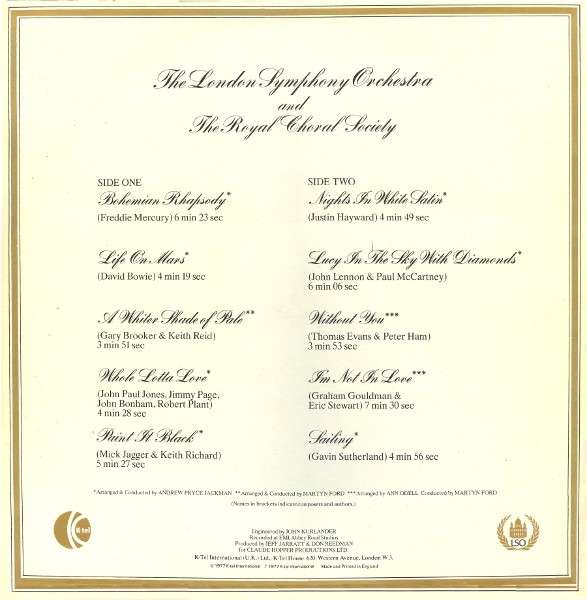 The London Symphony Orchestra
and
The Royal Choral Society
SIDE ONE
Bohemian Rhapsody*
(Freddie Mercury) 6 min 23 sec
Life On Mars*
(David Bowie) 4 min 19 sec
A Whiter Shade of Pale**
(Gary Brooker & Keith Reid)
3 min 51 sec
Whole Lotta Love*
(John Paul Jones, Jimmy Page,
John Bonham, Robert Plant)
4 min 28 sec
Paint It Black*
(Mick Jagger & Keith Richard)
5 min 27 sec
SIDE TWO
Nights In White Satin*
(Justin Hayward) 4 min 49 sec
Lucy In The Sky With Diamonds*
(John Lennon & Paul McCartney)
6 min 06 sec
Without You***
(Thomas Evans & Peter Ham)
3 min 53 sec
I'm Not In Love***
(Graham Gouldman &
Eric Stewart) 7 min 30 sec
Sailing*
(Gavin Sutherland) 4 min 56 sec
*Arranged & Conducted by ANDREW PRYCE JACKMAN **Arranged & Conducted by MARTYN FORD ***Arranged by ANN ODELL Conducted by MARTYN FORD
(Names in brackets indicate composers and authors.)
K-tel
Engineered by JOHN KURLANDER
Recorded at EMI Abbey Road Studios
Produced by JEFF JARRATT & DON REEDMAN
for CLAUDE HOPPER PRODUCTIONS LTD.
K-Tel International (U.K.) Ltd., K-Tel House, 620, Western Avenue, London W.3.
© 1977 K-tel International ℗ 1977 K-tel International Made and Printed in England
LSO